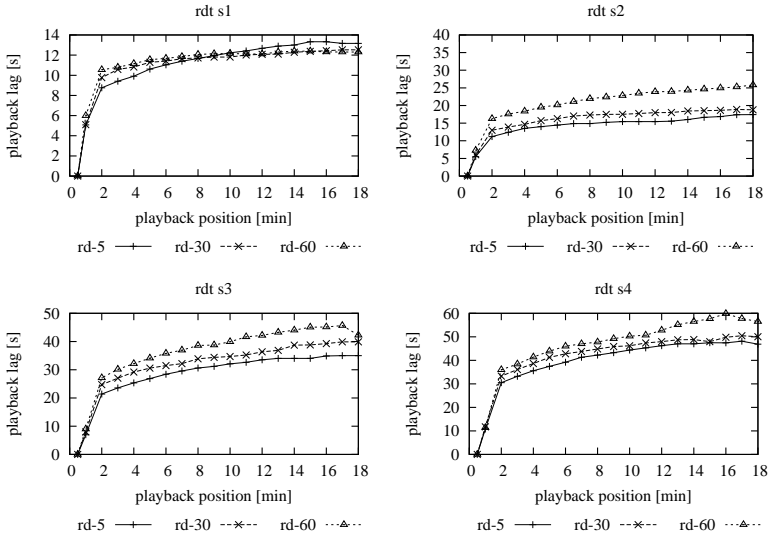 rdt s1
playback lag [s]
14
12
10
8
6
4
2
0
0 2 4 6 8 10 12 14 16 18
playback position [min]
rd-5 rd-30 rd-60
rdt s2
playback lag [s]
40
35
30
25
20
15
10
5
0
0 2 4 6 8 10 12 14 16 18
playback position [min]
rd-5 rd-30 rd-60
rdt s3
playback lag [s]
50
40
30
20
10
0
0 2 4 6 8 10 12 14 16 18
playback position [min]
rd-5 rd-30 rd-60
rdt s4
playback lag [s]
60
50
40
30
20
10
0
0 2 4 6 8 10 12 14 16 18
playback position [min]
rd-5 rd-30 rd-60